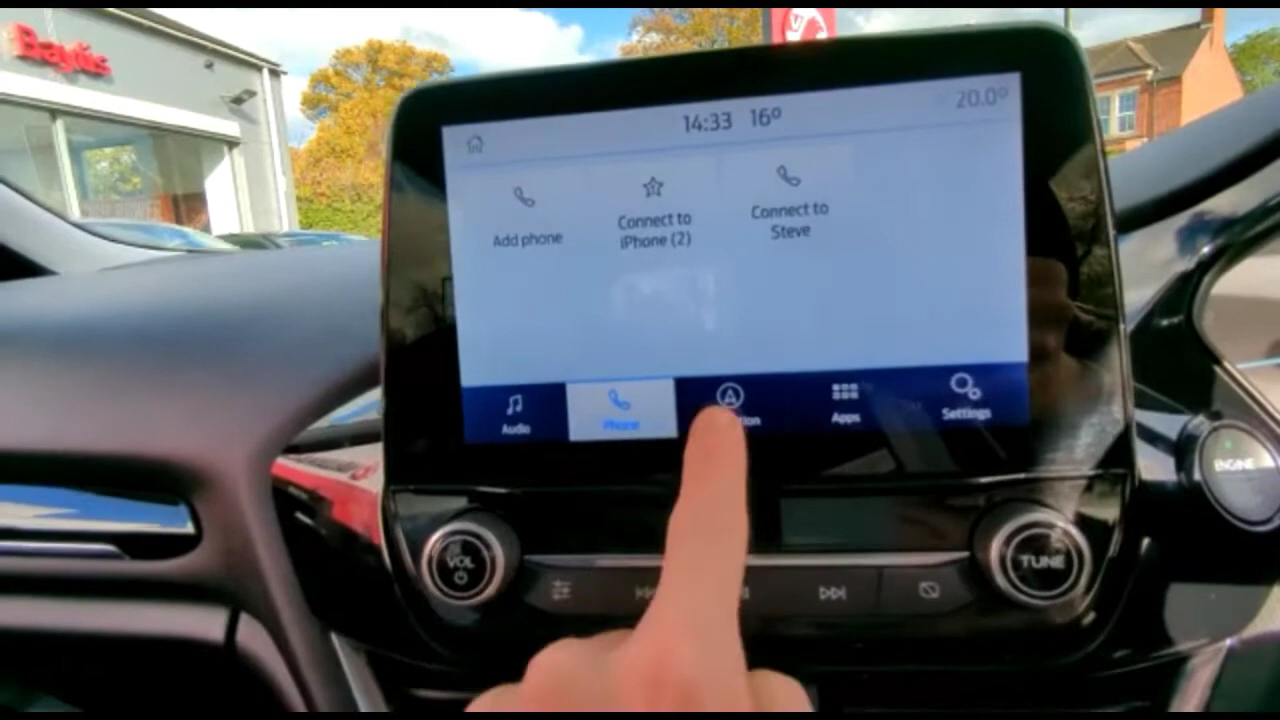 Baylis
14:33 16°
20.0°
Add phone
Connect to
iPhone (2)
Connect to
Steve
Audio
Phone
Apps
Settings
VOL
TUNE
ENGINE